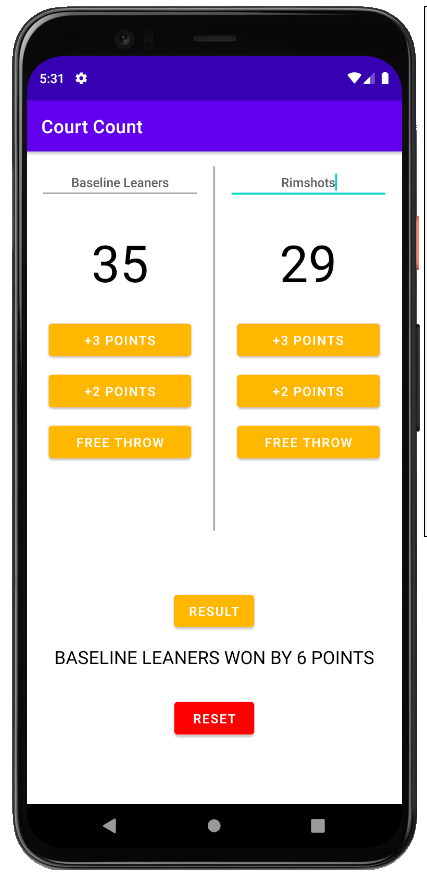 5:31
Court Count
Baseline Leaners
Rimshots
35
29
+3 POINTS
+3 POINTS
+2 POINTS
+2 POINTS
FREE THROW
FREE THROW
RESULT
BASELINE LEANERS WON BY 6 POINTS
RESET